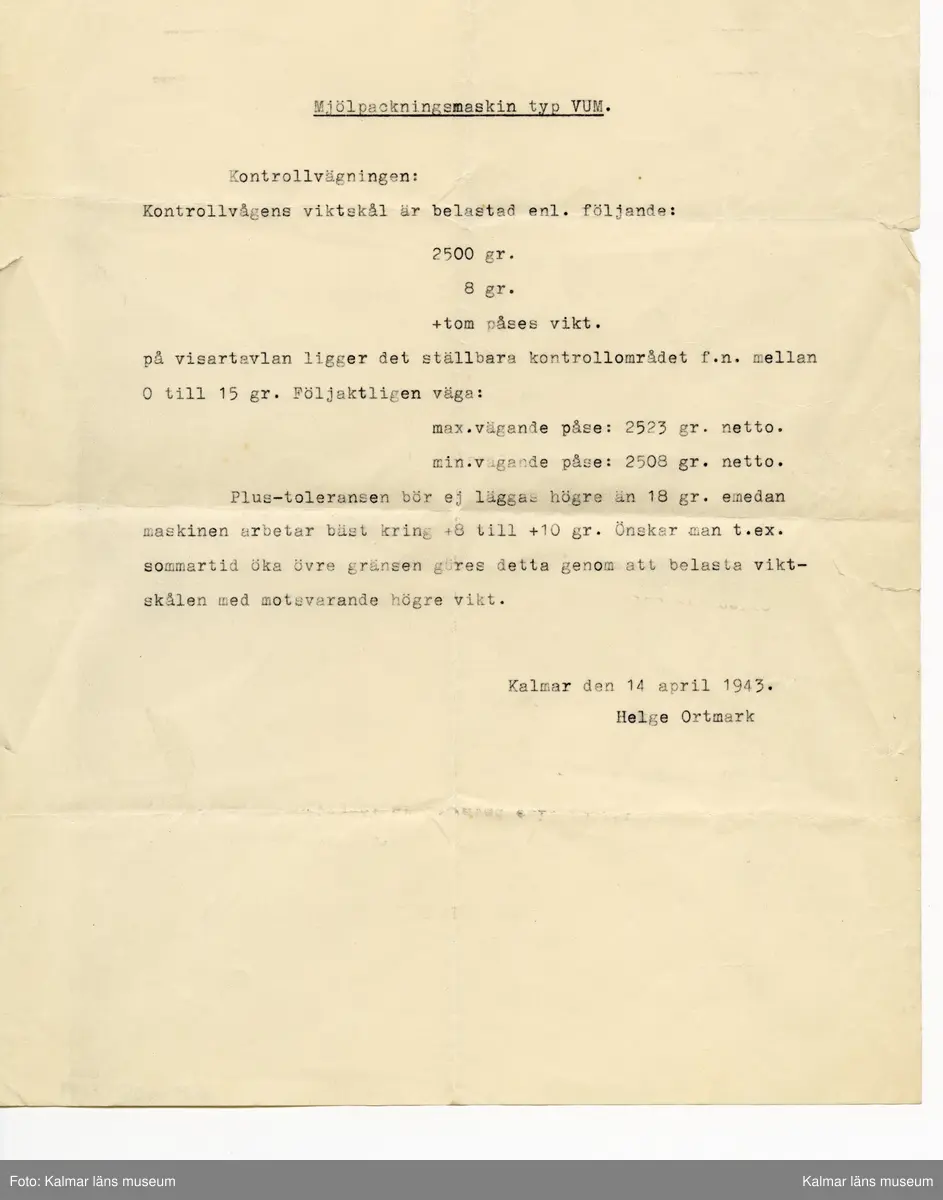 Mjölpackningsmaskin typ VUM.
Kontrollvägningen:
Kontrollvågens viktskål är belastad enl. följande:
2500 gr.
8 gr.
+tom påses vikt.
på visartavlan ligger det ställbara kontrollområdet f.n. mellan
0 till 15 gr. Följaktligen väga:
max.vägande påse: 2523 gr. netto.
min.vägande påse: 2508 gr. netto.
Plus-toleransen bör ej läggas högre än 18 gr. emedan
maskinen arbetar bäst kring +8 till +10 gr. Önskar man t.ex.
sommartid öka övre gränsen göres detta genom att belasta vikt-
skålen med motsvarande högre vikt.
Kalmar den 14 april 1943.
Helge Ortmark
Foto: Kalmar läns museum
Kalmar läns museum